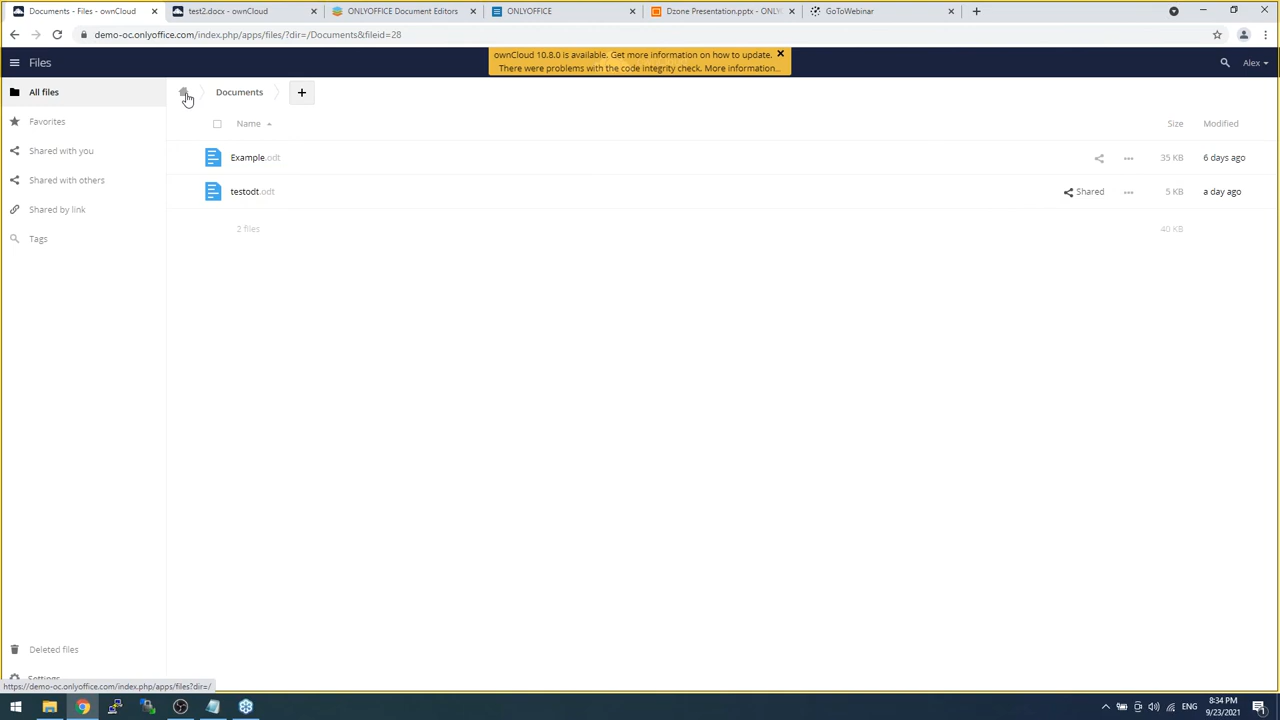 Documents - Files - ownCloud
test2.docx - ownCloud
ONLYOFFICE Document Editors
ONLYOFFICE
Dzone Presentation.pptx - ONLY
GoToWebinar
demo-oc.onlyoffice.com/index.php/apps/files/?dir=/Documents&fileid=28
Files
ownCloud 10.8.0 is available. Get more information on how to update.
There were problems with the code integrity check. More information...
Alex
All files
Documents
+
Favorites
Shared with you
Shared with others
Shared by link
Tags
Name
Size
Modified
Example.odt
35 KB
6 days ago
testodt.odt
Shared
5 KB
a day ago
2 files
40 KB
Deleted files
Settings
https://demo-oc.onlyoffice.com/index.php/apps/files?dir=/
ENG
8:34 PM
9/23/2021